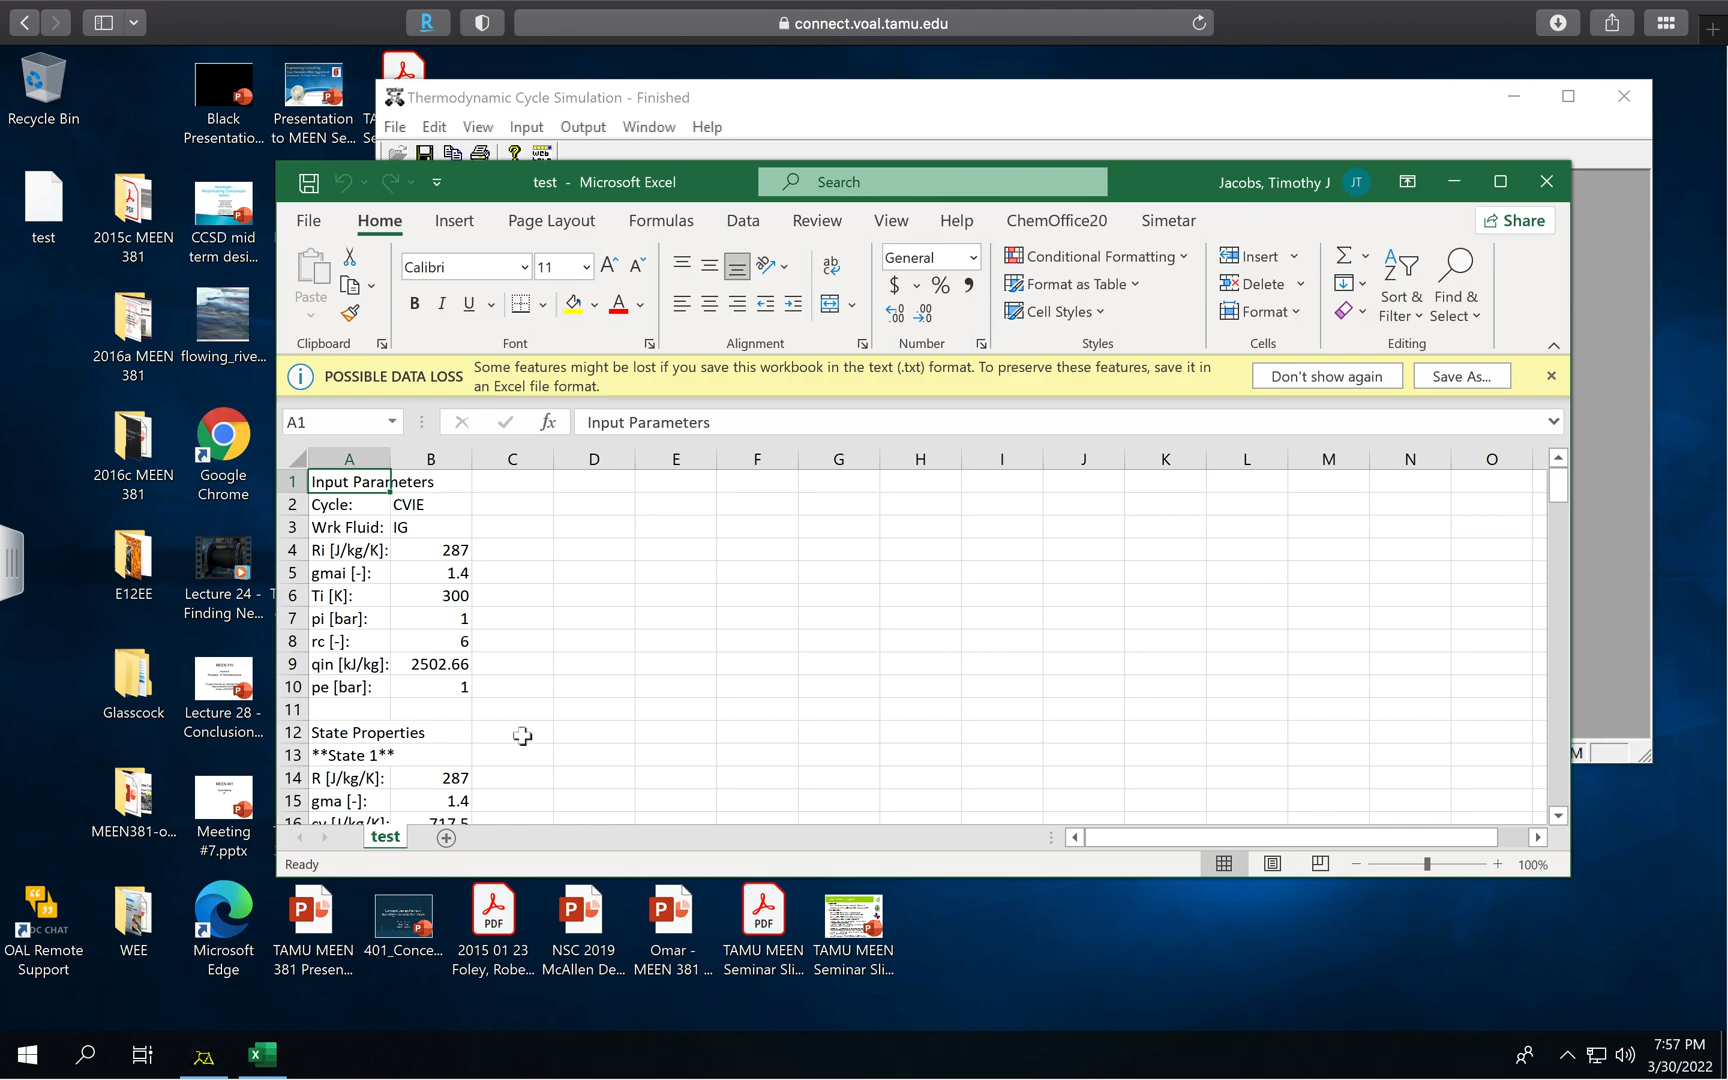 connect.voal.tamu.edu
Thermodynamic Cycle Simulation - Finished
File Edit View Input Output Window Help
test - Microsoft Excel
Search
Jacobs, Timothy J JT
File Home Insert Page Layout Formulas Data Review View Help ChemOffice20 Simetar Share
Paste
Calibri 11
B I U
ab
General
$ % ,
Conditional Formatting
Format as Table
Cell Styles
Insert
Delete
Format
Sort & Filter
Find & Select
Clipboard Font Alignment Number Styles Cells Editing
POSSIBLE DATA LOSS Some features might be lost if you save this workbook in the text (.txt) format. To preserve these features, save it in an Excel file format.
Don't show again Save As...
A1 fx Input Parameters
A B C D E F G H I J K L M N O
1 Input Parameters
2 Cycle: CVIE
3 Wrk Fluid: IG
4 Ri [J/kg/K]: 287
5 gmai [-]: 1.4
6 Ti [K]: 300
7 pi [bar]: 1
8 rc [-]: 6
9 qin [kJ/kg]: 2502.66
10 pe [bar]: 1
11
12 State Properties
13 **State 1**
14 R [J/kg/K]: 287
15 gma [-]: 1.4
16 cv [J/kg/K]: 717.5
test
Ready
100%
Recycle Bin
Black Presentatio...
Presentation to MEEN Se...
test
2015c MEEN 381
CCSD mid term desi...
2016a MEEN 381
flowing_rive...
2016c MEEN 481
Google Chrome
E12EE
Lecture 24 - Finding Ne...
Glasscock
Lecture 28 - Conclusion...
MEEN381-o...
Meeting #7.pptx
OAL Remote Support
WEE
Microsoft Edge
TAMU MEEN 381 Presen...
401_Conce...
2015 01 23 Foley, Robe...
NSC 2019 McAllen De...
Omar - MEEN 381 ...
TAMU MEEN Seminar Sli...
TAMU MEEN Seminar Sli...
7:57 PM
3/30/2022